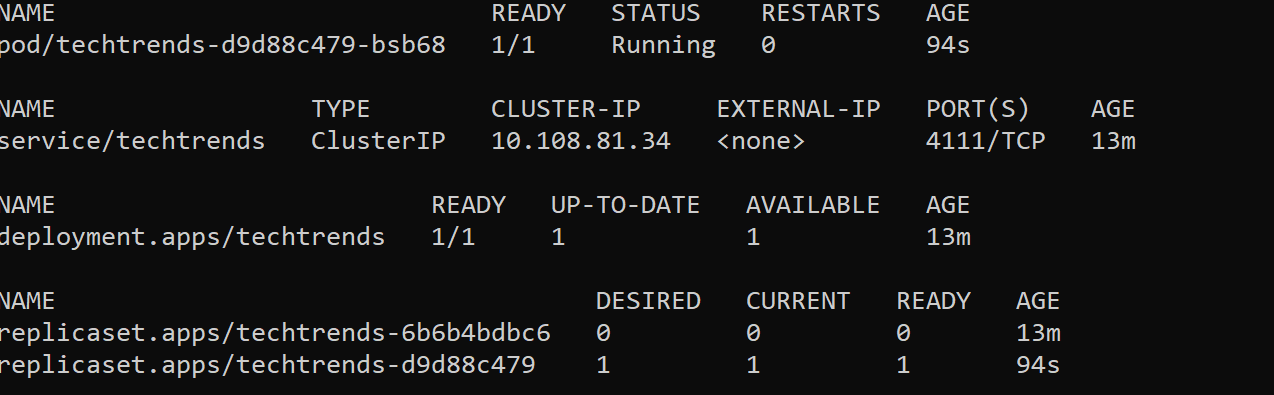 NAME READY STATUS RESTARTS AGE
pod/techtrends-d9d88c479-bsb68 1/1 Running 0 94s
NAME TYPE CLUSTER-IP EXTERNAL-IP PORT(S) AGE
service/techtrends ClusterIP 10.108.81.34 <none> 4111/TCP 13m
NAME READY UP-TO-DATE AVAILABLE AGE
deployment.apps/techtrends 1/1 1 1 13m
NAME DESIRED CURRENT READY AGE
replicaset.apps/techtrends-6b6b4bdbc6 0 0 0 13m
replicaset.apps/techtrends-d9d88c479 1 1 1 94s